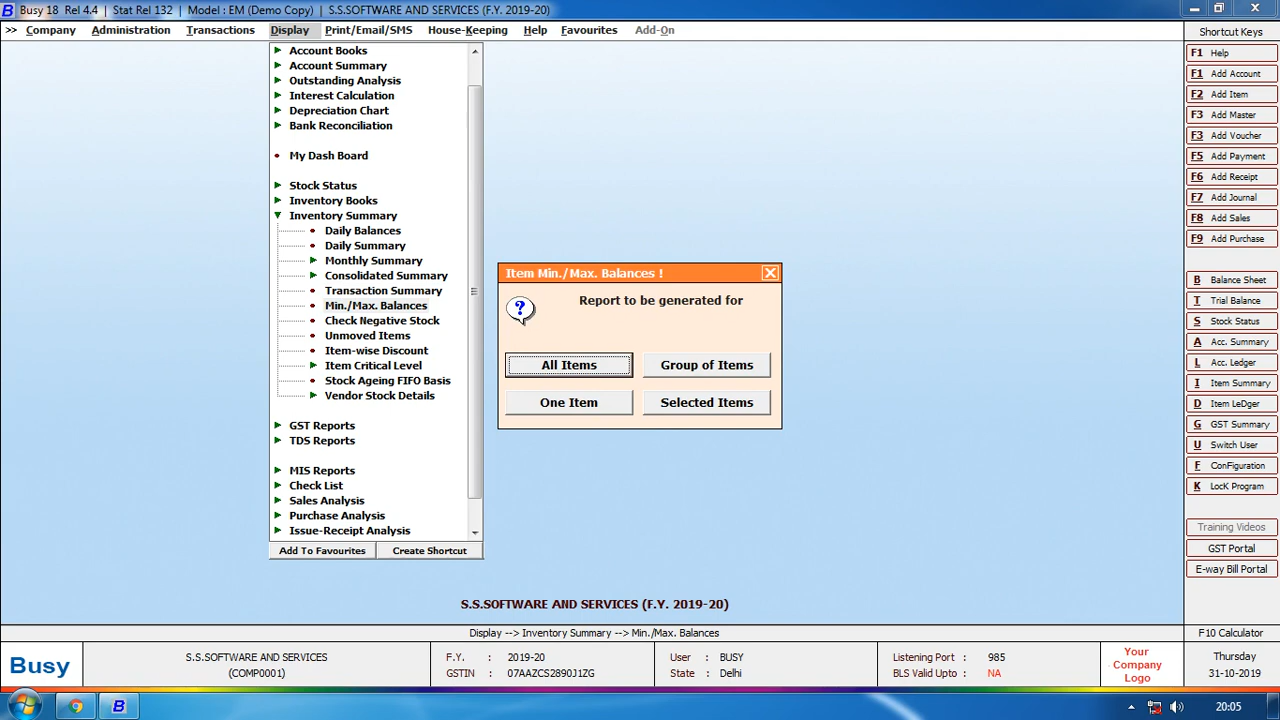 Busy 18 Rel 4.4 | Stat Rel 132 | Model : EM (Demo Copy) | S.S.SOFTWARE AND SERVICES (F.Y. 2019-20)
>> Company Administration Transactions Display Print/Email/SMS House-Keeping Help Favourites Add-On
Account Books
Account Summary
Outstanding Analysis
Interest Calculation
Depreciation Chart
Bank Reconciliation
My Dash Board
Stock Status
Inventory Books
Inventory Summary
Daily Balances
Daily Summary
Monthly Summary
Consolidated Summary
Transaction Summary
Min./Max. Balances
Check Negative Stock
Unmoved Items
Item-wise Discount
Item Critical Level
Stock Ageing FIFO Basis
Vendor Stock Details
GST Reports
TDS Reports
MIS Reports
Check List
Sales Analysis
Purchase Analysis
Issue-Receipt Analysis
Add To Favourites Create Shortcut
Item Min./Max. Balances !
Report to be generated for
All Items Group of Items
One Item Selected Items
Shortcut Keys
F1 Help
F1 Add Account
F2 Add Item
F3 Add Master
F3 Add Voucher
F5 Add Payment
F6 Add Receipt
F7 Add Journal
F8 Add Sales
F9 Add Purchase
B Balance Sheet
T Trial Balance
S Stock Status
A Acc. Summary
L Acc. Ledger
I Item Summary
D Item LeDger
G GST Summary
U Switch User
F ConFiguration
K LocK Program
Training Videos
GST Portal
E-way Bill Portal
S.S.SOFTWARE AND SERVICES (F.Y. 2019-20)
Display --> Inventory Summary --> Min./Max. Balances
F10 Calculator
Busy
S.S.SOFTWARE AND SERVICES
(COMP0001)
F.Y. : 2019-20
GSTIN : 07AAZCS2890J1ZG
User : BUSY
State : Delhi
Listening Port : 985
BLS Valid Upto : NA
Your
Company
Logo
Thursday
31-10-2019
20:05